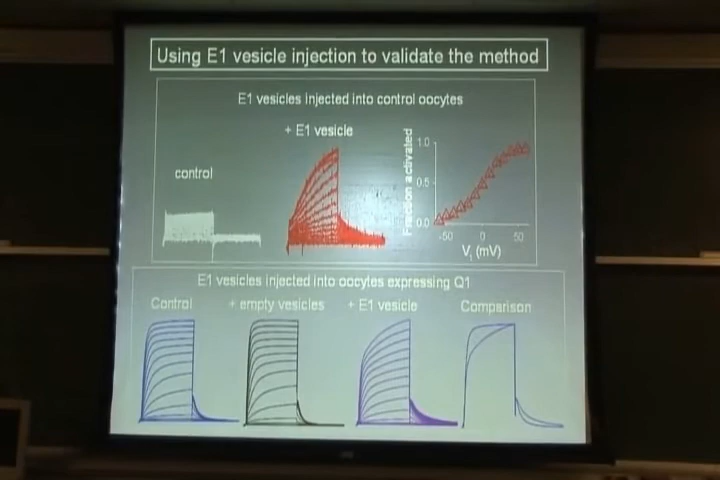 Using E1 vesicle injection to validate the method
E1 vesicles injected into control oocytes
+ E1 vesicle
control
Fraction activated
1.0
0.5
0.0
-50 0 50
V (mV)
E1 vesicles injected into oocytes expressing Q1
Control + empty vesicles + E1 vesicle Comparison